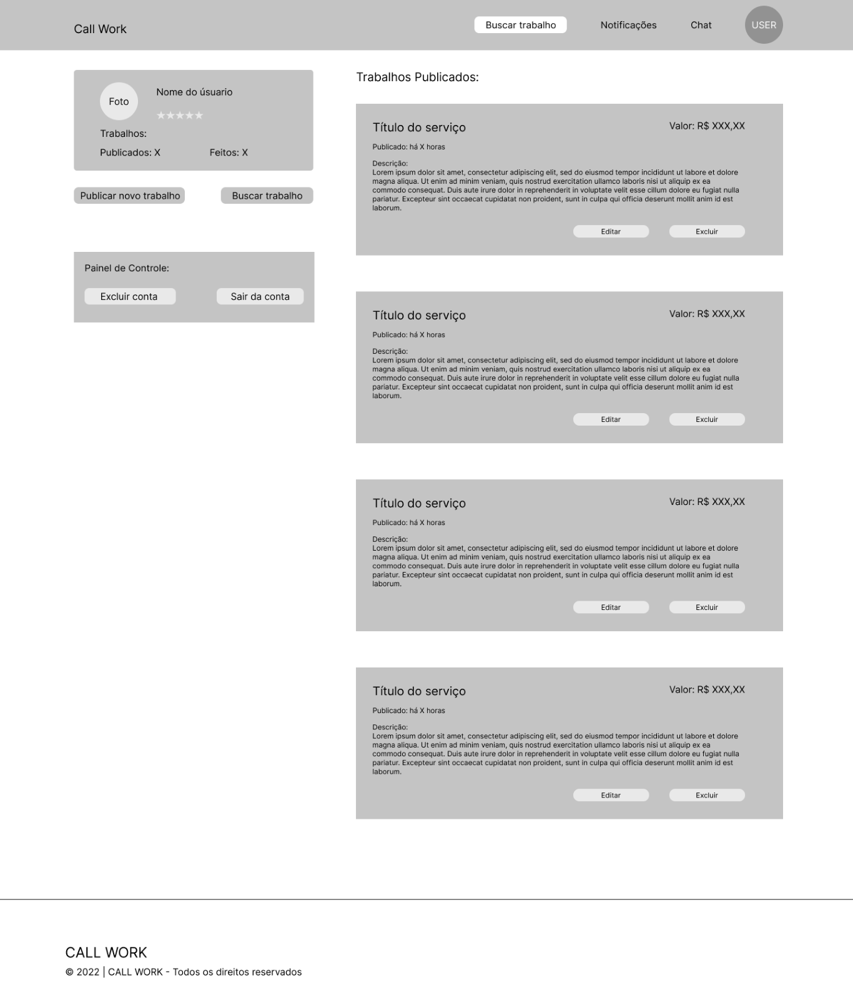 Call Work
Buscar trabalho
Notificações
Chat
USER
Foto
Nome do úsuario
Trabalhos:
Publicados: X
Feitos: X
Publicar novo trabalho
Buscar trabalho
Painel de Controle:
Excluir conta
Sair da conta
Trabalhos Publicados:
Título do serviço
Valor: R$ XXX,XX
Publicado: há X horas
Descrição:
Lorem ipsum dolor sit amet, consectetur adipiscing elit, sed do eiusmod tempor incididunt ut labore et dolore
magna aliqua. Ut enim ad minim veniam, quis nostrud exercitation ullamco laboris nisi ut aliquip ex ea
commodo consequat. Duis aute irure dolor in reprehenderit in voluptate velit esse cillum dolore eu fugiat nulla
pariatur. Excepteur sint occaecat cupidatat non proident, sunt in culpa qui officia deserunt mollit anim id est
laborum.
Editar
Excluir
Título do serviço
Valor: R$ XXX,XX
Publicado: há X horas
Descrição:
Lorem ipsum dolor sit amet, consectetur adipiscing elit, sed do eiusmod tempor incididunt ut labore et dolore
magna aliqua. Ut enim ad minim veniam, quis nostrud exercitation ullamco laboris nisi ut aliquip ex ea
commodo consequat. Duis aute irure dolor in reprehenderit in voluptate velit esse cillum dolore eu fugiat nulla
pariatur. Excepteur sint occaecat cupidatat non proident, sunt in culpa qui officia deserunt mollit anim id est
laborum.
Editar
Excluir
Título do serviço
Valor: R$ XXX,XX
Publicado: há X horas
Descrição:
Lorem ipsum dolor sit amet, consectetur adipiscing elit, sed do eiusmod tempor incididunt ut labore et dolore
magna aliqua. Ut enim ad minim veniam, quis nostrud exercitation ullamco laboris nisi ut aliquip ex ea
commodo consequat. Duis aute irure dolor in reprehenderit in voluptate velit esse cillum dolore eu fugiat nulla
pariatur. Excepteur sint occaecat cupidatat non proident, sunt in culpa qui officia deserunt mollit anim id est
laborum.
Editar
Excluir
Título do serviço
Valor: R$ XXX,XX
Publicado: há X horas
Descrição:
Lorem ipsum dolor sit amet, consectetur adipiscing elit, sed do eiusmod tempor incididunt ut labore et dolore
magna aliqua. Ut enim ad minim veniam, quis nostrud exercitation ullamco laboris nisi ut aliquip ex ea
commodo consequat. Duis aute irure dolor in reprehenderit in voluptate velit esse cillum dolore eu fugiat nulla
pariatur. Excepteur sint occaecat cupidatat non proident, sunt in culpa qui officia deserunt mollit anim id est
laborum.
Editar
Excluir
CALL WORK
© 2022 | CALL WORK - Todos os direitos reservados